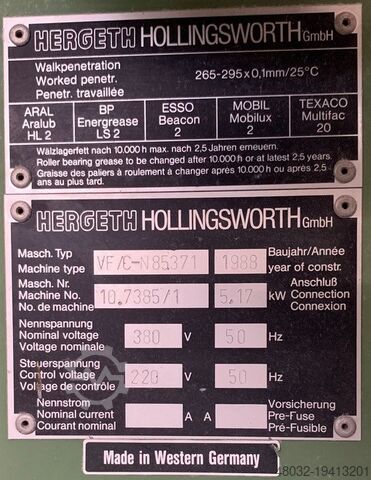 HERGETH HOLLINGSWORTH GmbH
Walkpenetration
Worked penetr. 265-295 x 0,1mm/25°C
Penetr. travaillée
ARAL BP ESSO MOBIL TEXACO
Aralub Energrease Beacon Mobilux Multifac
HL 2 LS 2 2 2 20
Wälzlagerfett nach 10.000 h max. nach 2,5 Jahren erneuern.
Roller bearing grease to be changed after 10.000 h or at latest 2,5 years.
Graisse des paliers à roulement à changer après 10.000 h ou après 2,5
ans au plus tard.
HERGETH HOLLINGSWORTH GmbH
Masch. Typ Baujahr/Année
Machine type VF/C-N85371 1988 year of constr.
Masch. Nr. Anschluß
Machine No. 10.7385/1 5,17 kW Connection
No. de machine Connexion
Nennspannung
Nominal voltage 380 V 50 Hz
Voltage nominale
Steuerspannung
Control voltage 220 V 50 Hz
Voltage de contrôle
Nennstrom Vorsicherung
Nominal current A A Pre-Fuse
Courant nominal Pré-Fusible
Made in Western Germany
48032-19413201